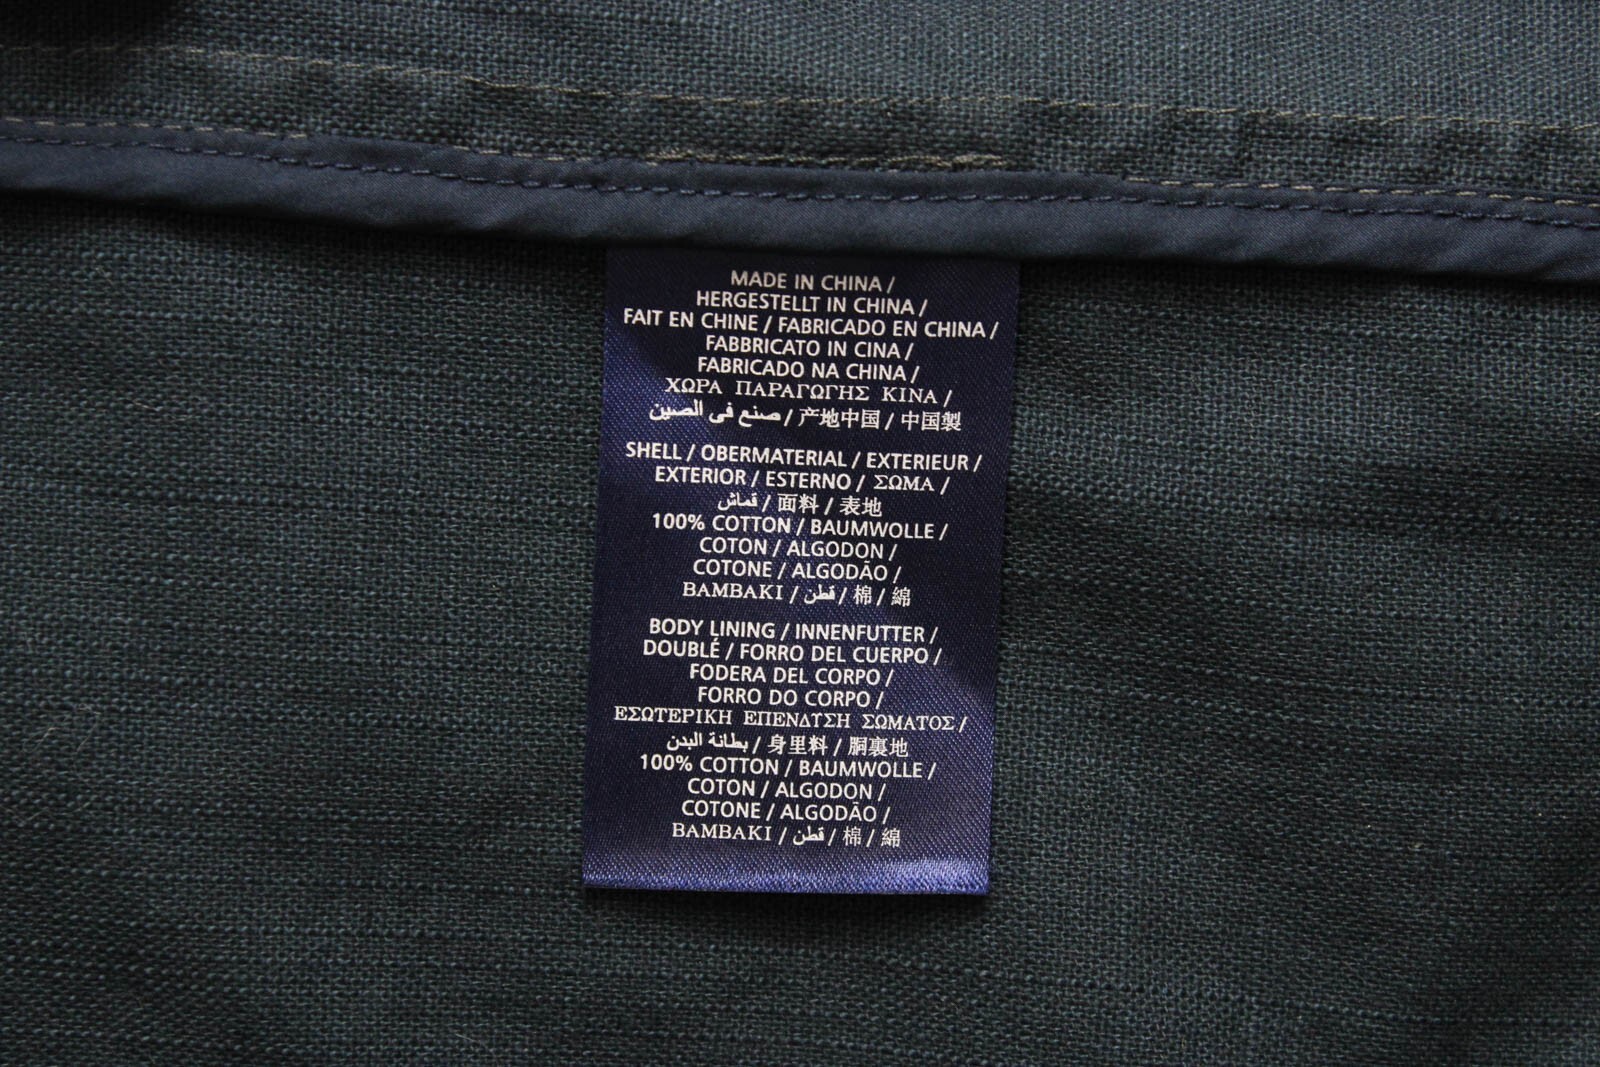 MADE IN CHINA /
HERGESTELLT IN CHINA /
FAIT EN CHINE / FABRICADO EN CHINA /
FABBRICATO IN CINA /
FABRICADO NA CHINA /
ΧΩΡΑ ΠΑΡΑΓΩΓΗΣ ΚΙΝΑ /
صنع فى الصين / 产地中国 / 中国製
SHELL / OBERMATERIAL / EXTERIEUR /
EXTERIOR / ESTERNO / ΣΩΜΑ /
قماش / 面料 / 表地
100% COTTON / BAUMWOLLE /
COTON / ALGODON /
COTONE / ALGODÃO /
ΒΑΜΒΑΚΙ / قطن / 棉 / 綿
BODY LINING / INNENFUTTER /
DOUBLÉ / FORRO DEL CUERPO /
FODERA DEL CORPO /
FORRO DO CORPO /
ΕΣΩΤΕΡΙΚΗ ΕΠΕΝΔΥΣΗ ΣΩΜΑΤΟΣ /
بطانة البدن / 身里料 / 胴裏地
100% COTTON / BAUMWOLLE /
COTON / ALGODON /
COTONE / ALGODÃO /
ΒΑΜΒΑΚΙ / قطن / 棉 / 綿